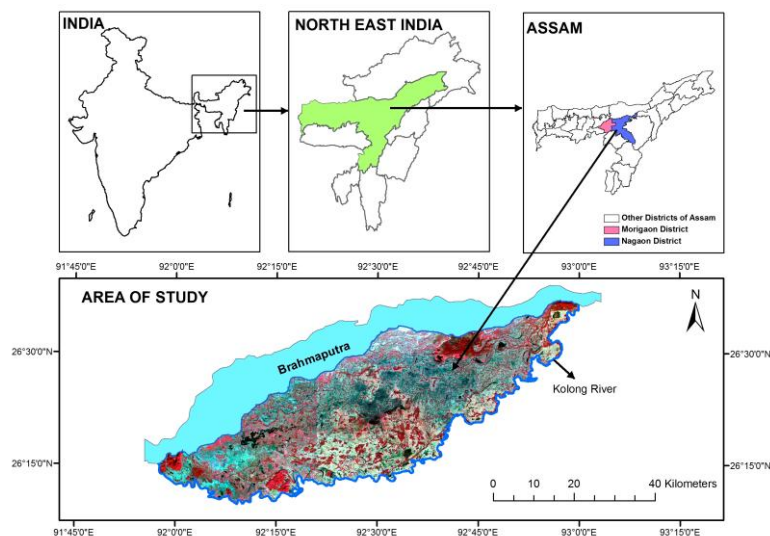 INDIA
NORTH EAST INDIA
ASSAM
Other Districts of Assam
Morigaon District
Nagaon District
91°45'0"E 92°0'0"E 92°15'0"E 92°30'0"E 92°45'0"E 93°0'0"E 93°15'0"E
AREA OF STUDY
N
Brahmaputra
26°30'0"N 26°30'0"N
Kolong River
26°15'0"N 26°15'0"N
0 10 20 40 Kilometers
91°45'0"E 92°0'0"E 92°15'0"E 92°30'0"E 92°45'0"E 93°0'0"E 93°15'0"E